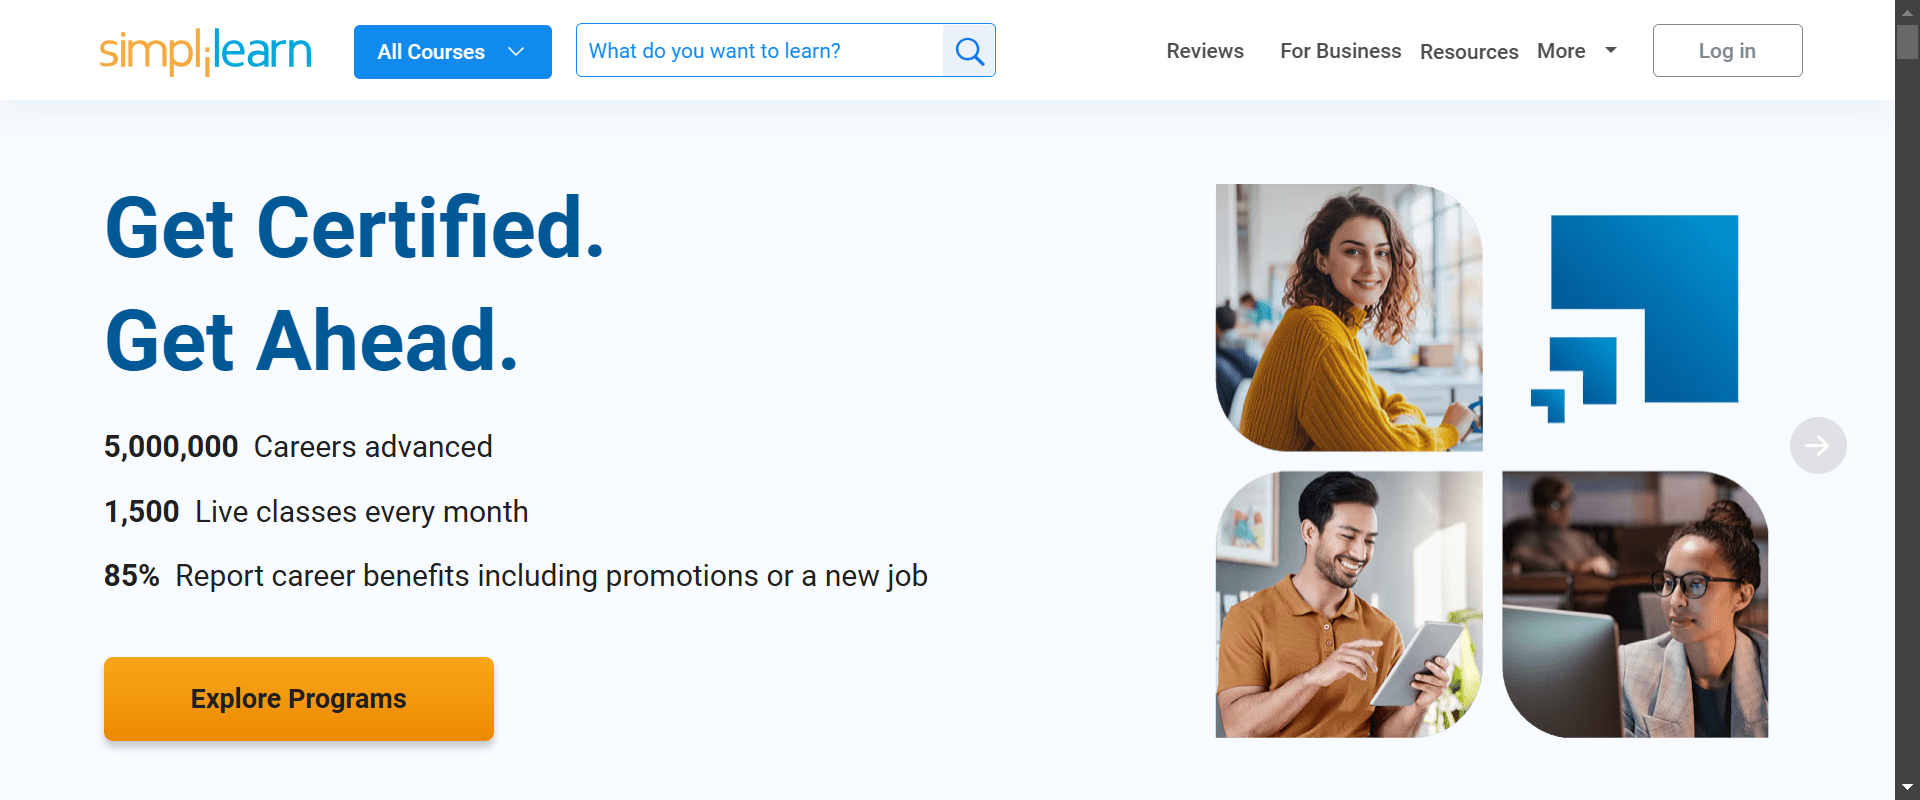 simplilearn
All Courses
What do you want to learn?
Reviews
For Business
Resources
More
Log in
Get Certified.
Get Ahead.
5,000,000 Careers advanced
1,500 Live classes every month
85% Report career benefits including promotions or a new job
Explore Programs